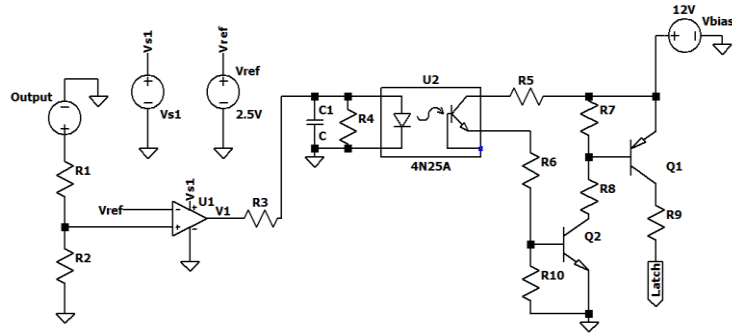 12V
Vbias
Vs1
Vref
U2
Output
Vs1
Vref
2.5V
C1
C
R4
R5
R7
4N25A
Q1
R1
R6
R8
R9
Vs1
Vref
U1
V1
R3
Q2
R2
R10
Latch